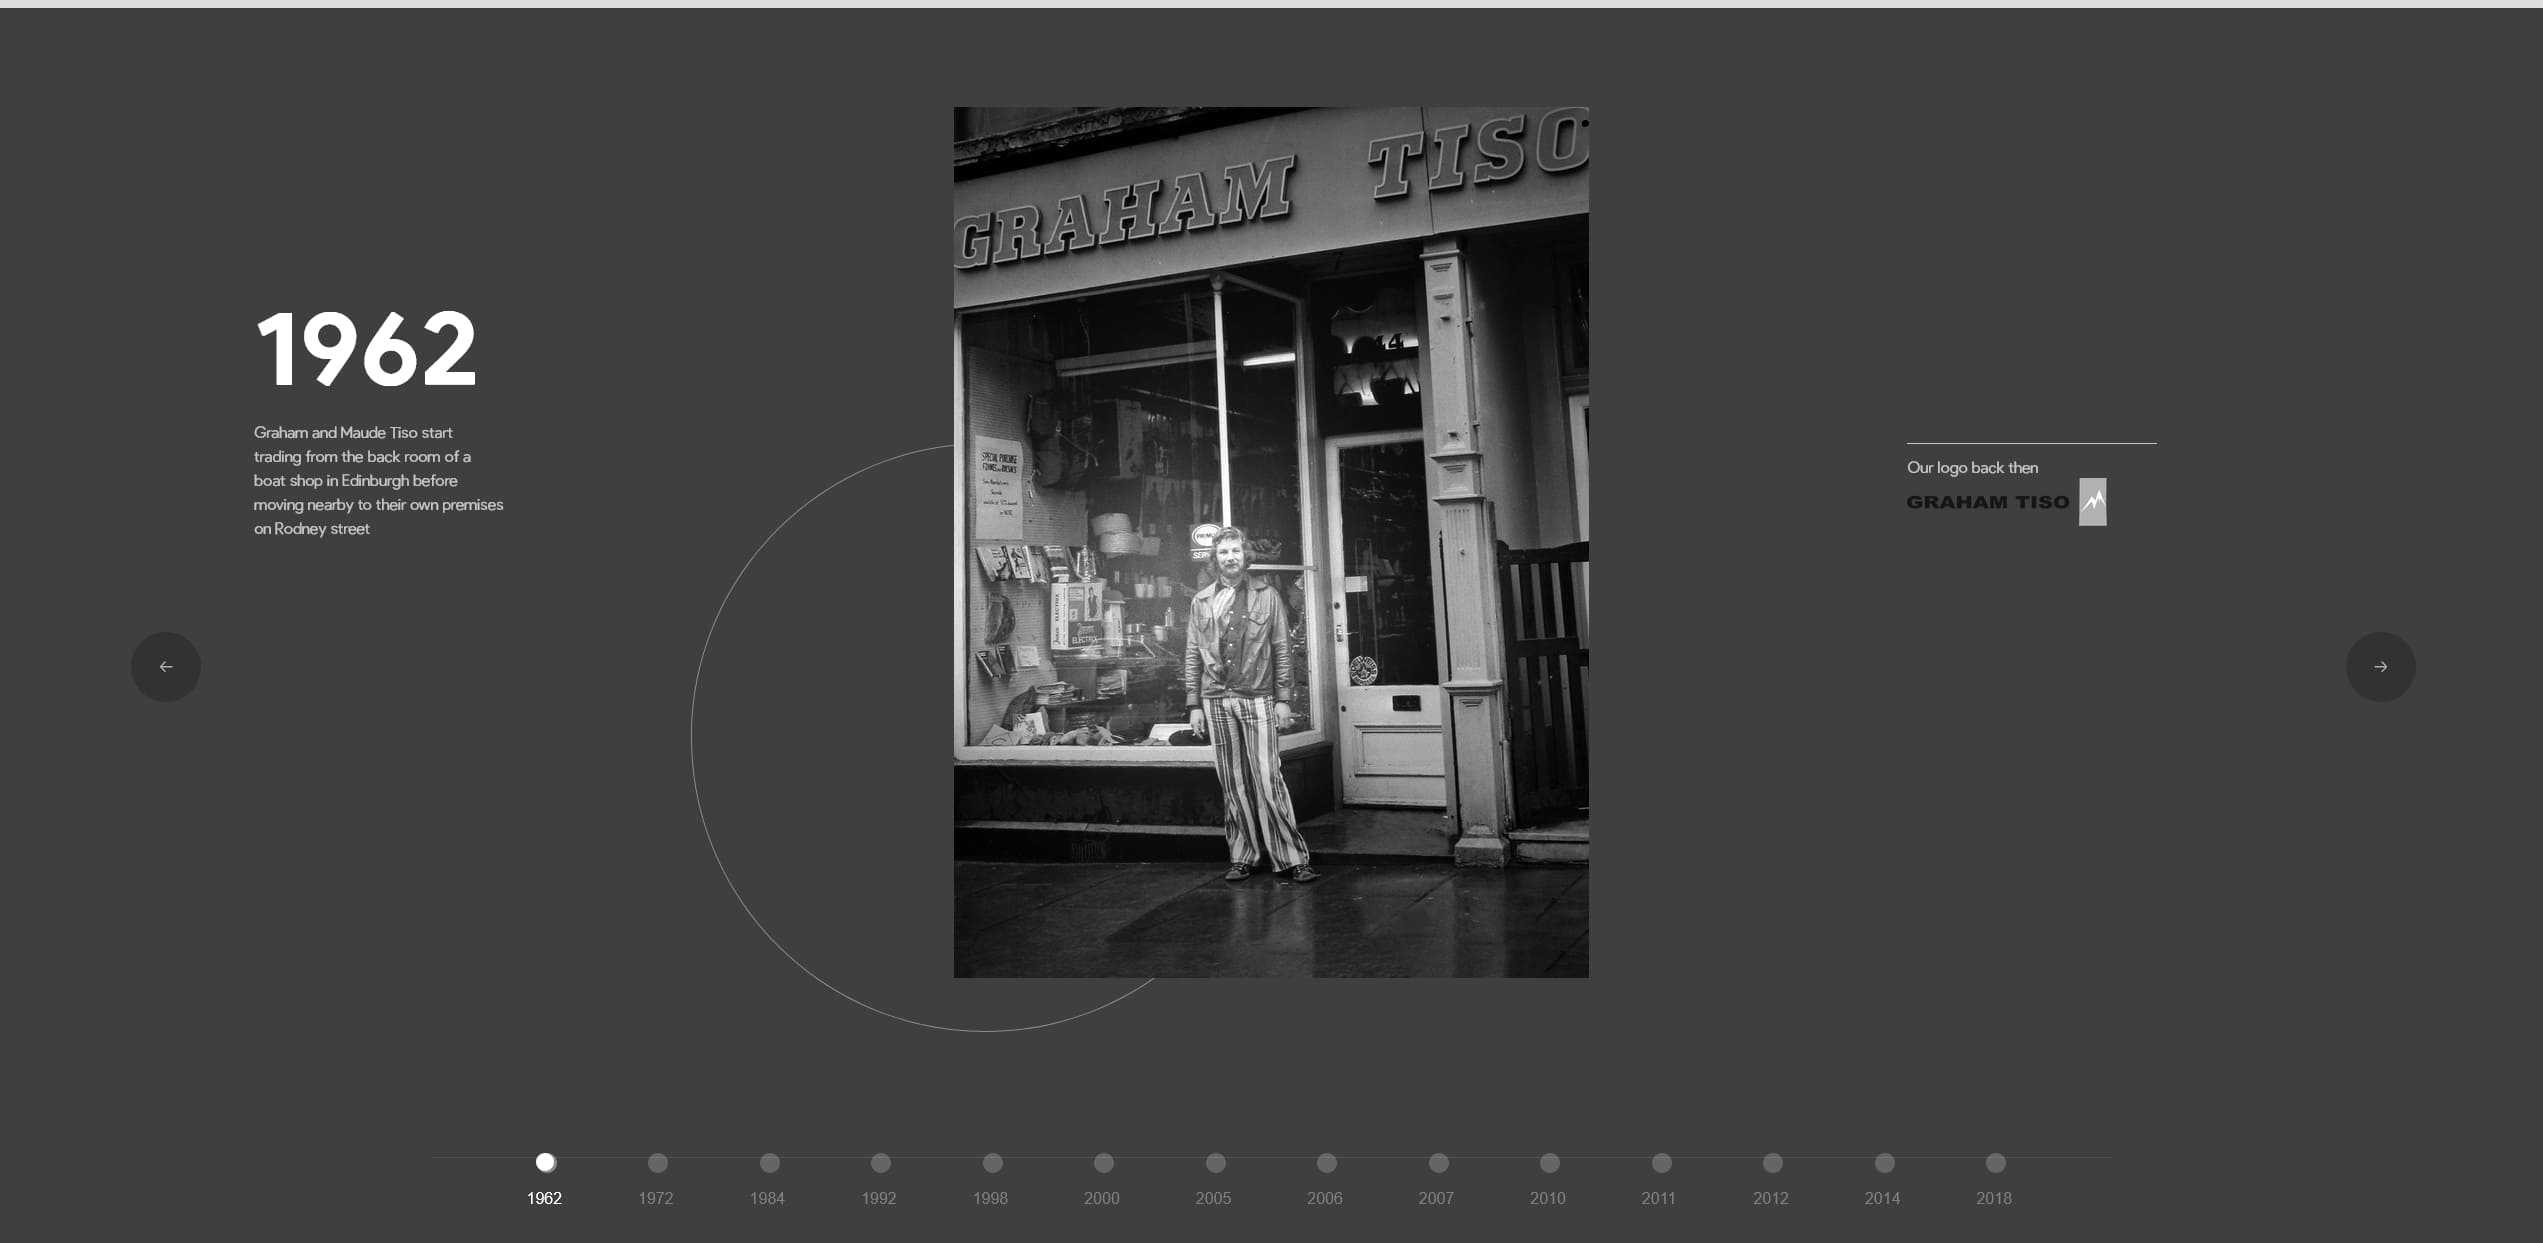 1962
Graham and Maude Tiso start
trading from the back room of a
boat shop in Edinburgh before
moving nearby to their own premises
on Rodney street
GRAHAM TISO
44
SPECIAL PURCHASE
ELECTRIX
Our logo back then
GRAHAM TISO
1962 1972 1984 1992 1998 2000 2005 2006 2007 2010 2011 2012 2014 2018